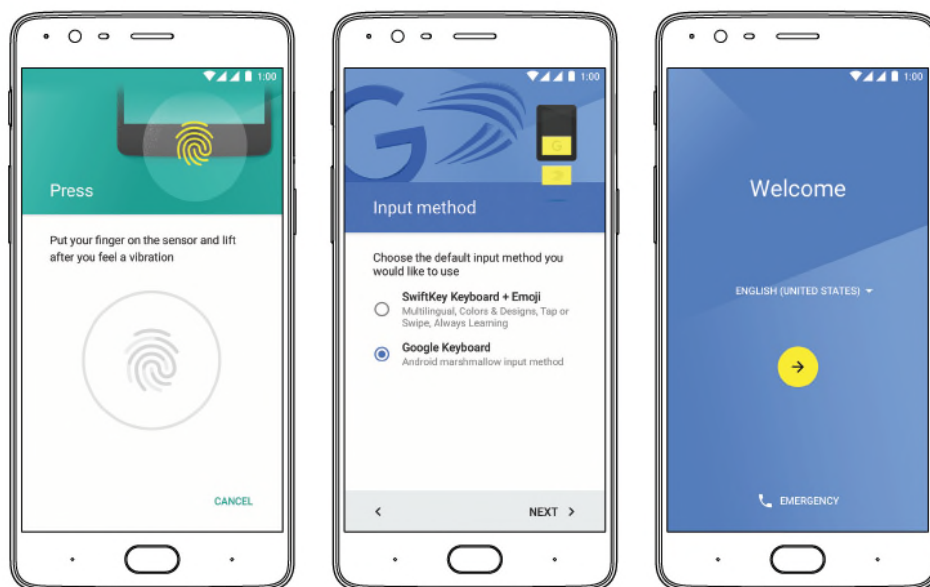 1:00
Press
Put your finger on the sensor and lift
after you feel a vibration
CANCEL
1:00
G
G
Input method
Choose the default input method you
would like to use
SwiftKey Keyboard + Emoji
Multilingual, Colors & Designs, Tap or
Swipe, Always Learning
Google Keyboard
Android marshmallow input method
NEXT
1:00
Welcome
ENGLISH (UNITED STATES)
EMERGENCY